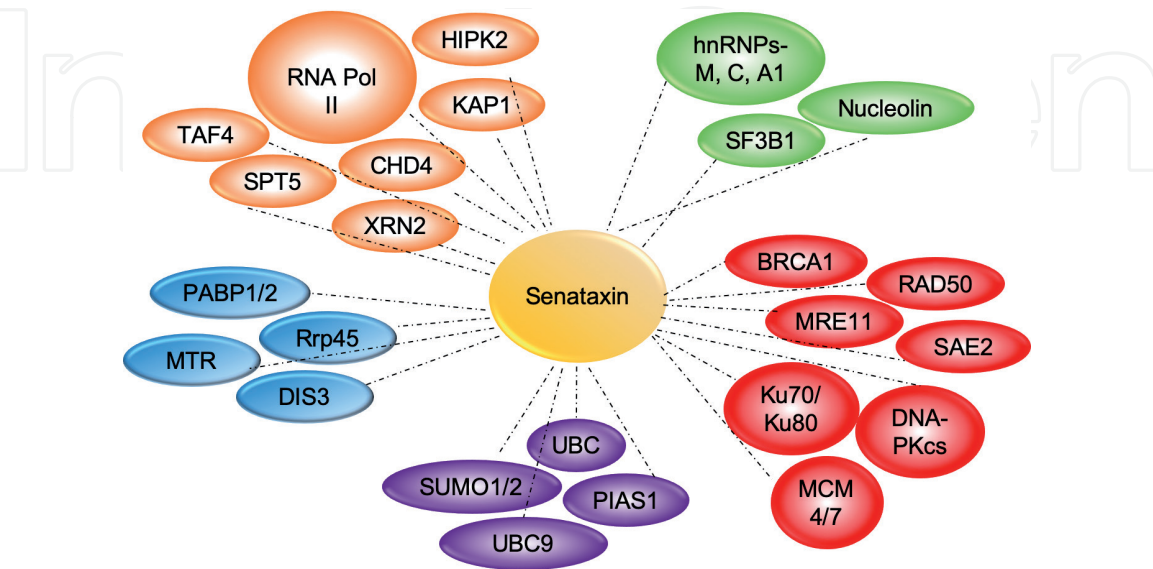 HIPK2
RNA Pol
II
KAP1
TAF4
CHD4
SPT5
XRN2
hnRNPs-
M, C, A1
Nucleolin
SF3B1
Senataxin
PABP1/2
Rrp45
MTR
DIS3
BRCA1
RAD50
MRE11
SAE2
Ku70/
Ku80
DNA-
PKcs
MCM
4/7
UBC
SUMO1/2
PIAS1
UBC9